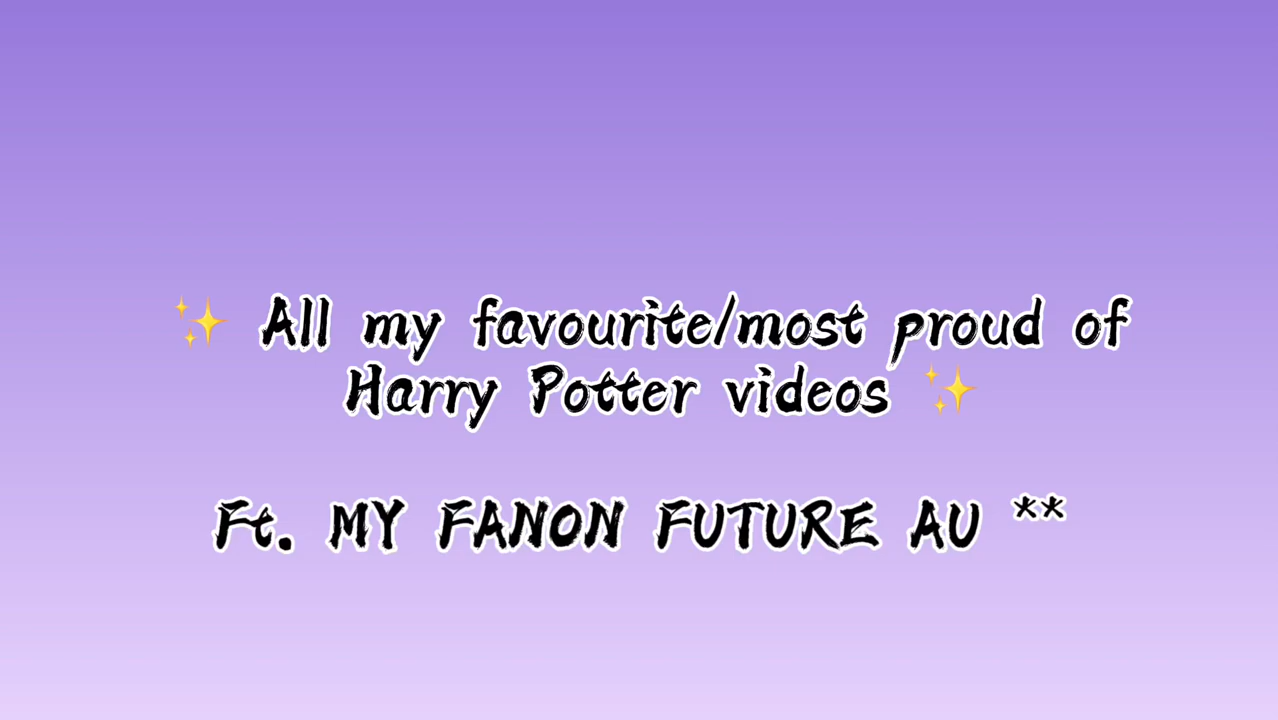 ✨ All my favourite/most proud of
Harry Potter videos ✨
Ft. MY FANON FUTURE AU **